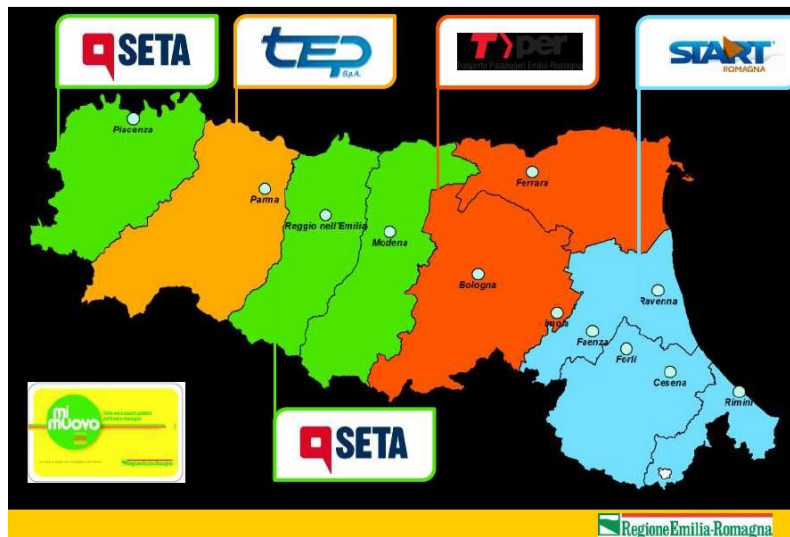 SETA
tep
S.p.A.
T>per
Trasporto Passeggeri Emilia-Romagna
START
ROMAGNA
Piacenza
Parma
Reggio nell'Emilia
Modena
Ferrara
Bologna
Imola
Ravenna
Faenza
Forlì
Cesena
Rimini
mi
muovo
SETA
RegioneEmilia-Romagna